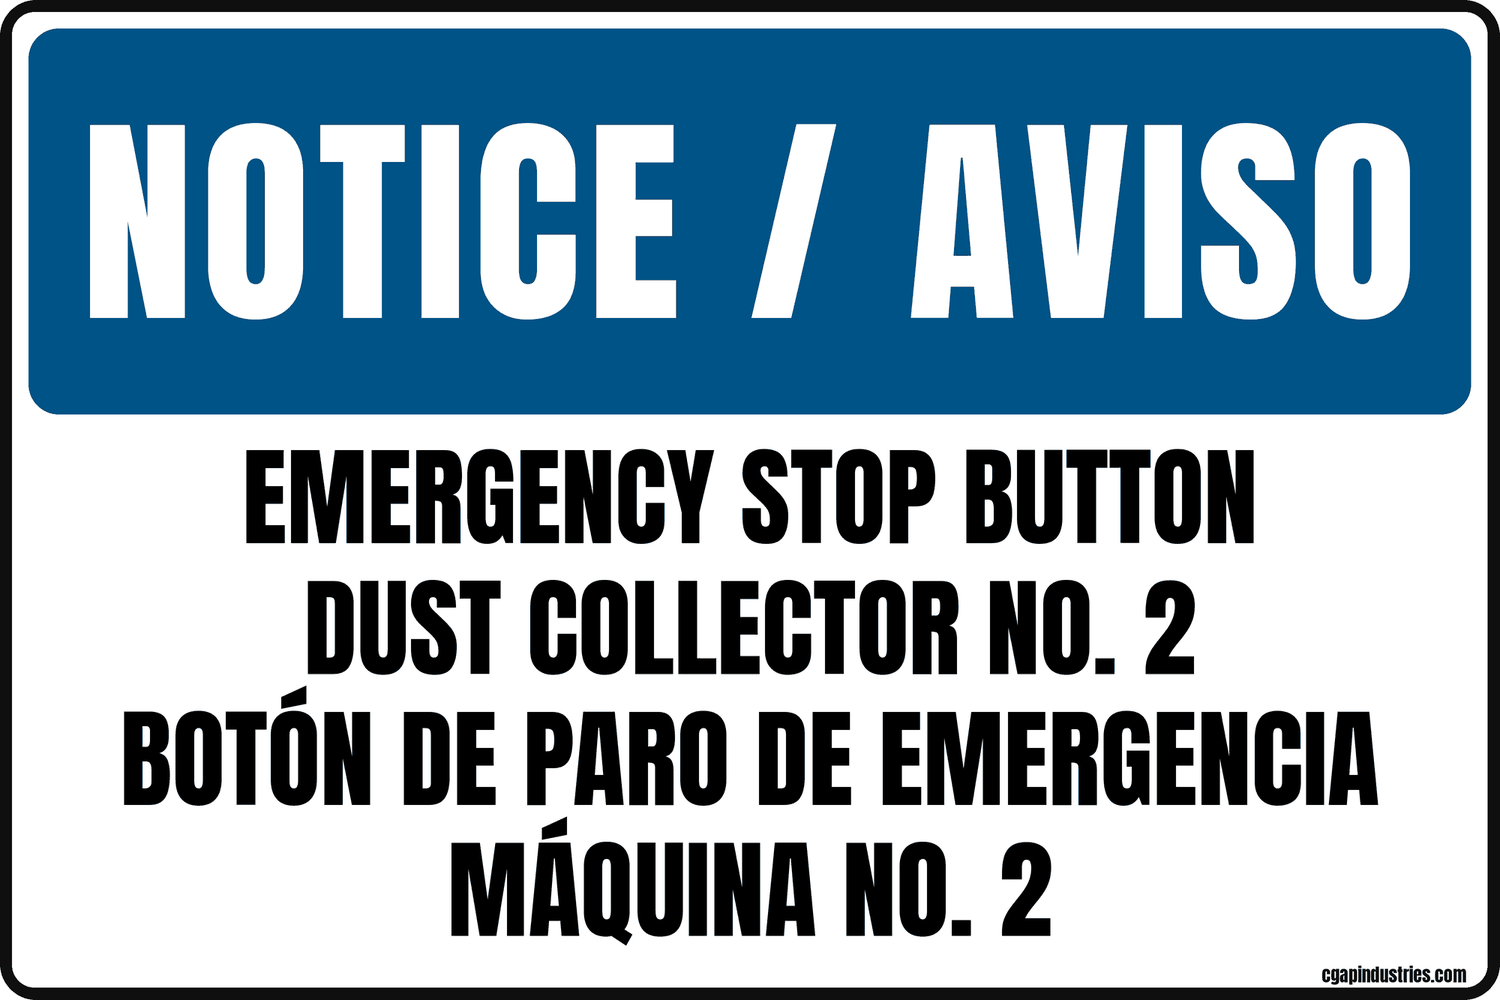 NOTICE / AVISO
EMERGENCY STOP BUTTON
DUST COLLECTOR NO. 2
BOTÓN DE PARO DE EMERGENCIA
MÁQUINA NO. 2
cgapindustries.com